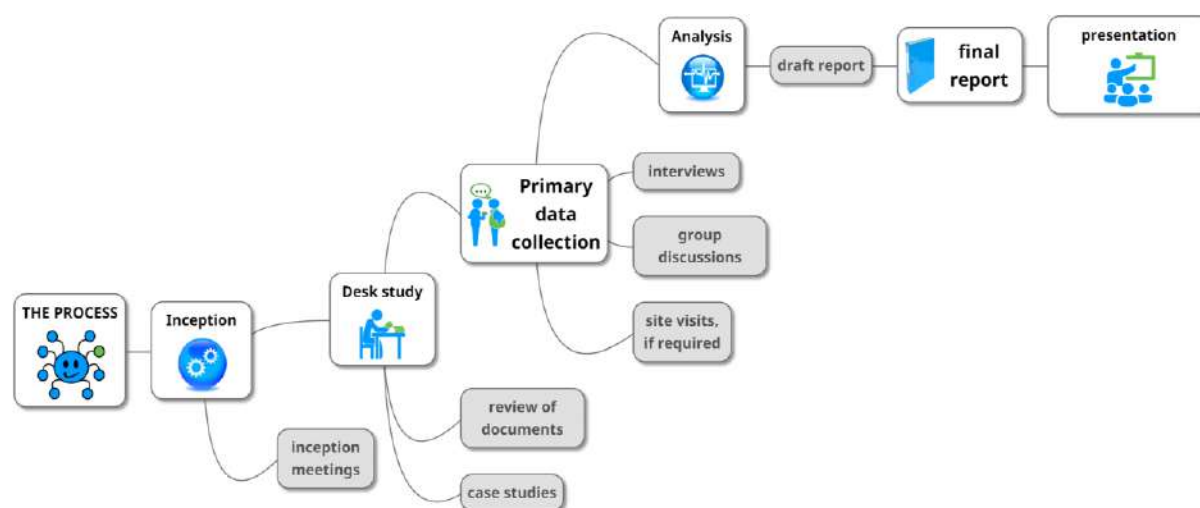 THE PROCESS
Inception
inception
meetings
Desk study
review of
documents
case studies
Primary
data
collection
interviews
group
discussions
site visits,
if required
Analysis
draft report
final
report
presentation